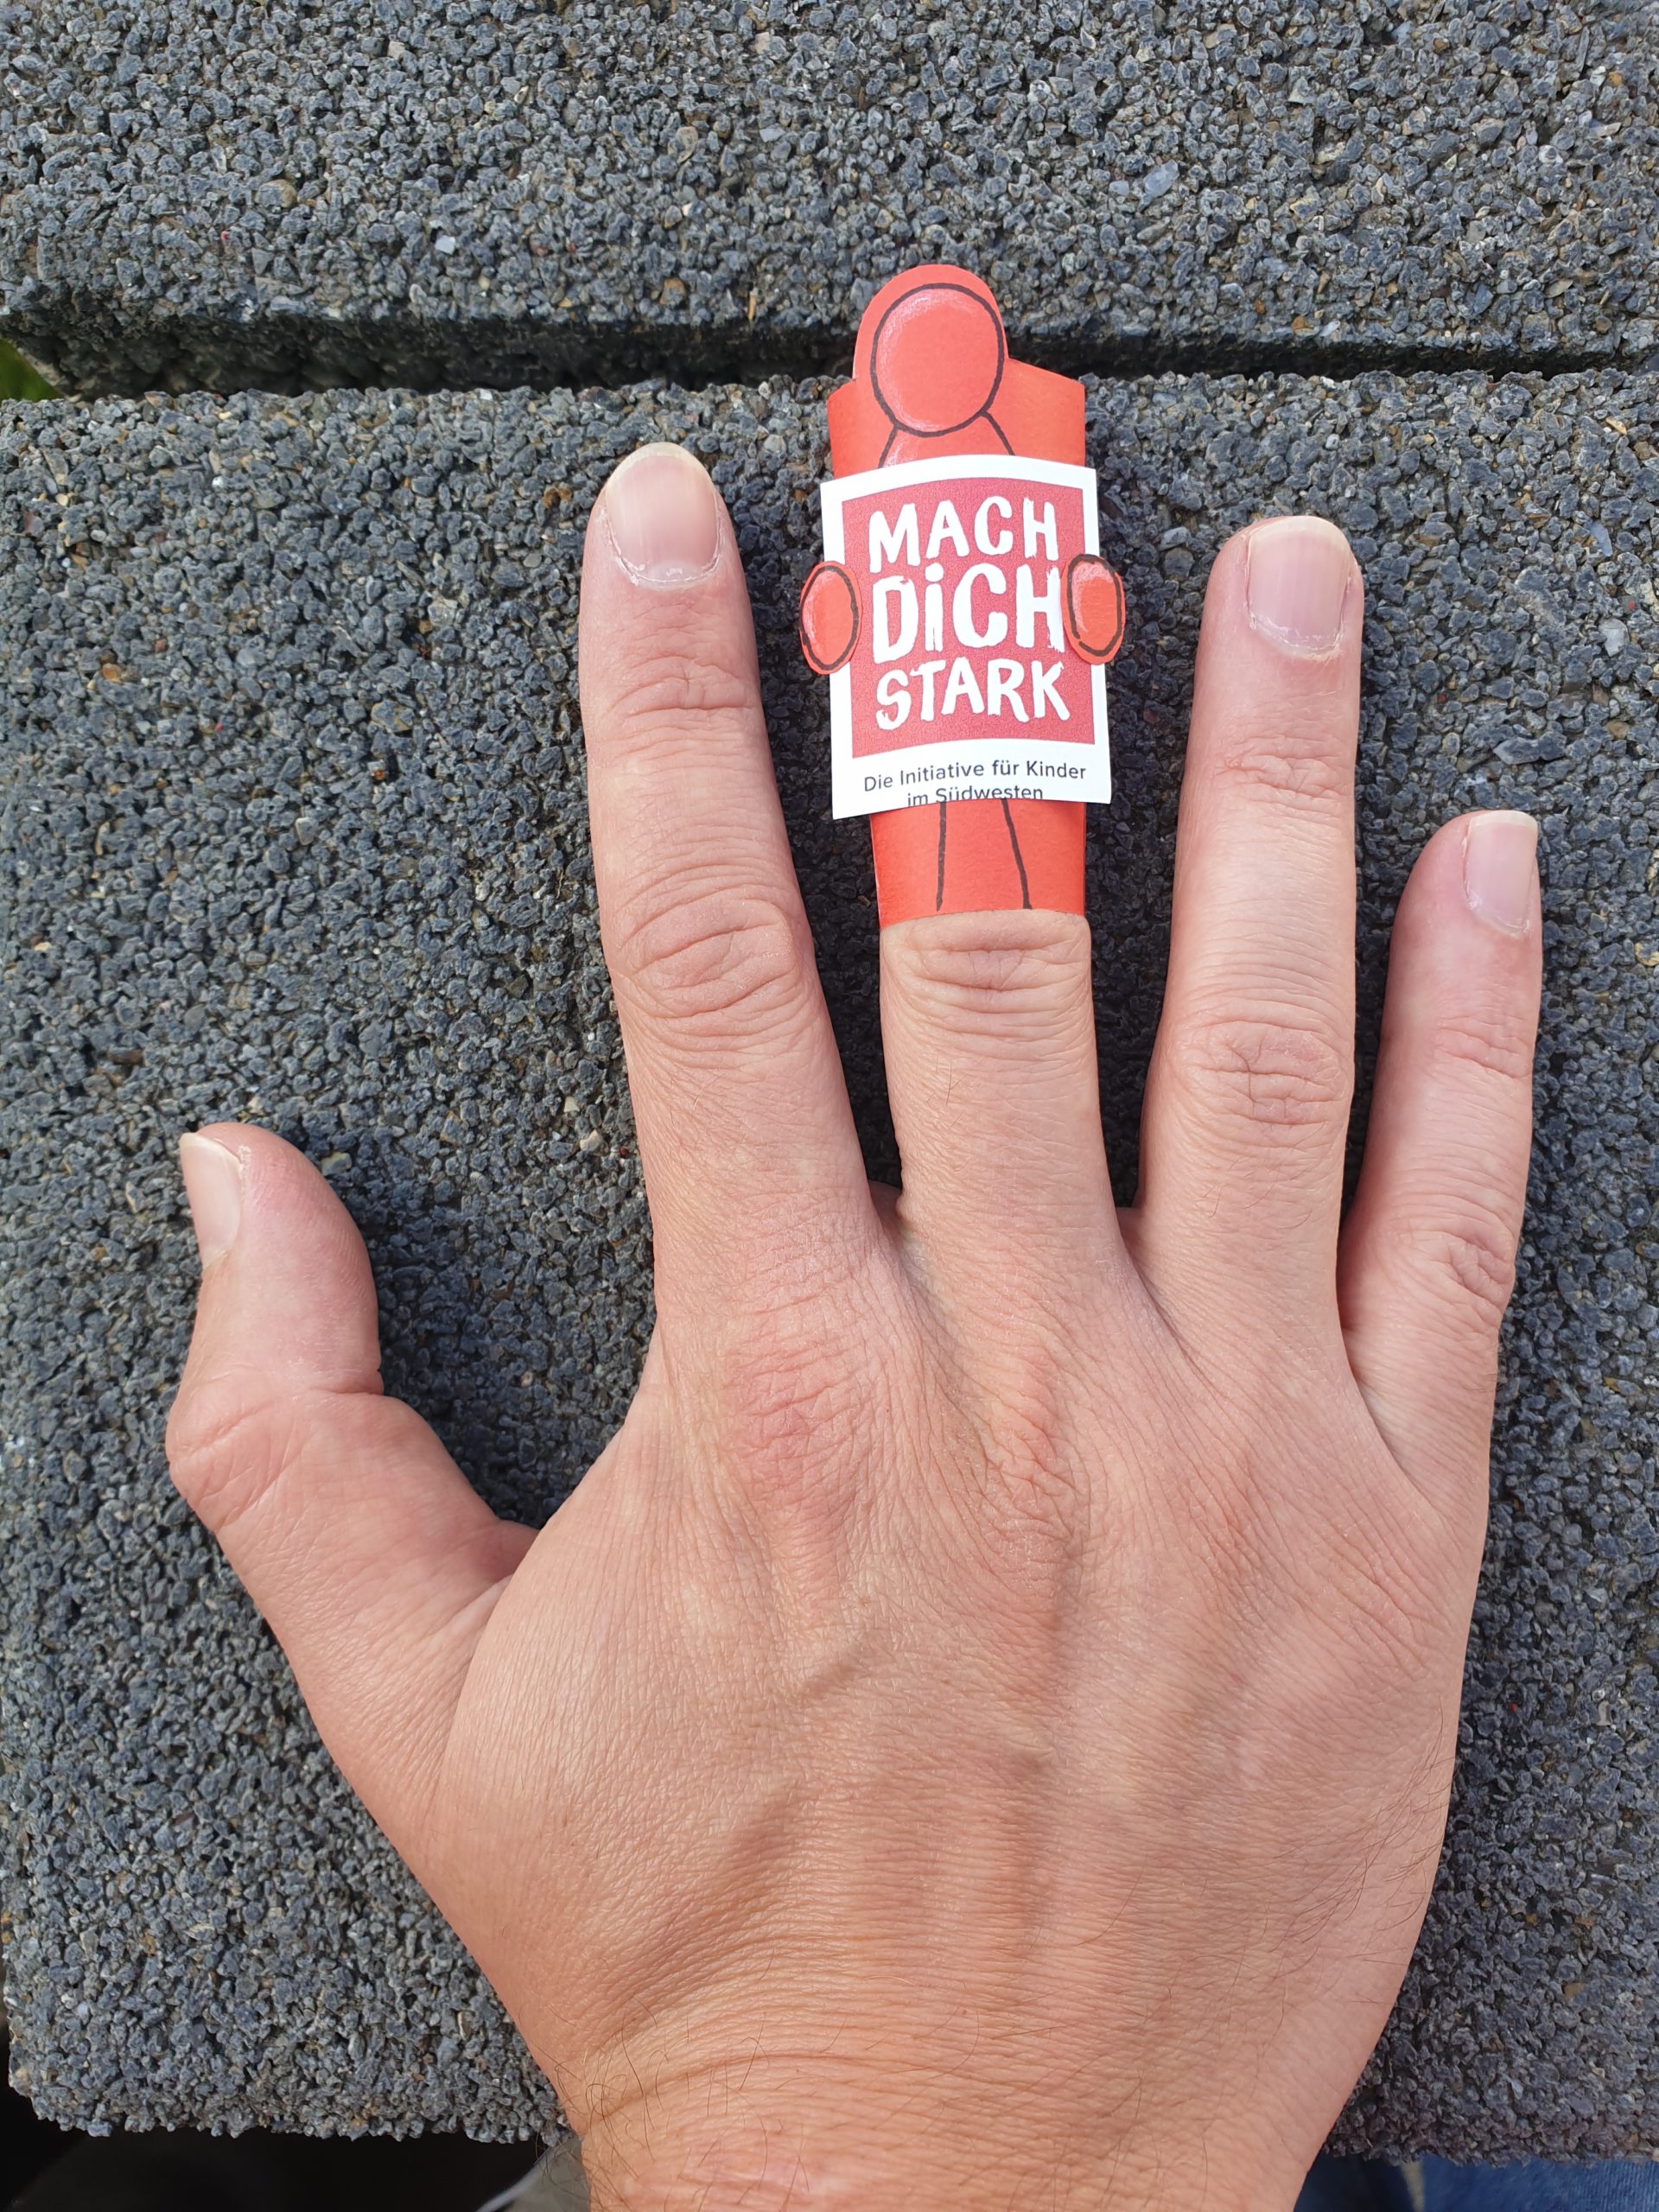 MACH
DiCH
STARK
Die Initiative für Kinder
im Südwesten